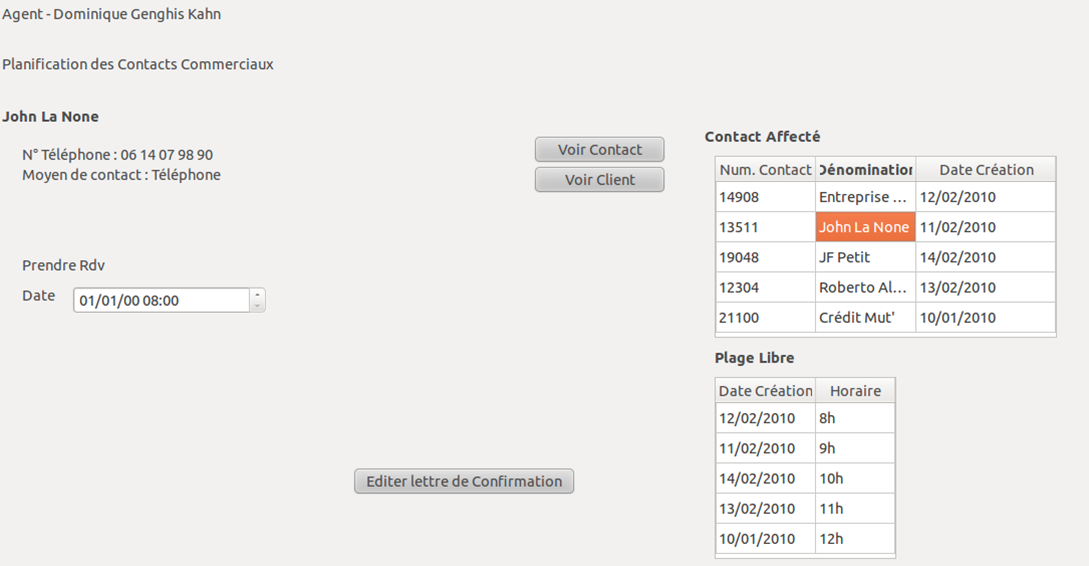 Agent - Dominique Genghis Kahn
Planification des Contacts Commerciaux
John La None
N° Téléphone : 06 14 07 98 90
Moyen de contact : Téléphone
Voir Contact
Voir Client
Prendre Rdv
Date 01/01/00 08:00
Editer lettre de Confirmation
Contact Affecté
Num. Contact Dénomination Date Création
14908 Entreprise ... 12/02/2010
13511 John La None 11/02/2010
19048 JF Petit 14/02/2010
12304 Roberto Al... 13/02/2010
21100 Crédit Mut' 10/01/2010
Plage Libre
Date Création Horaire
12/02/2010 8h
11/02/2010 9h
14/02/2010 10h
13/02/2010 11h
10/01/2010 12h